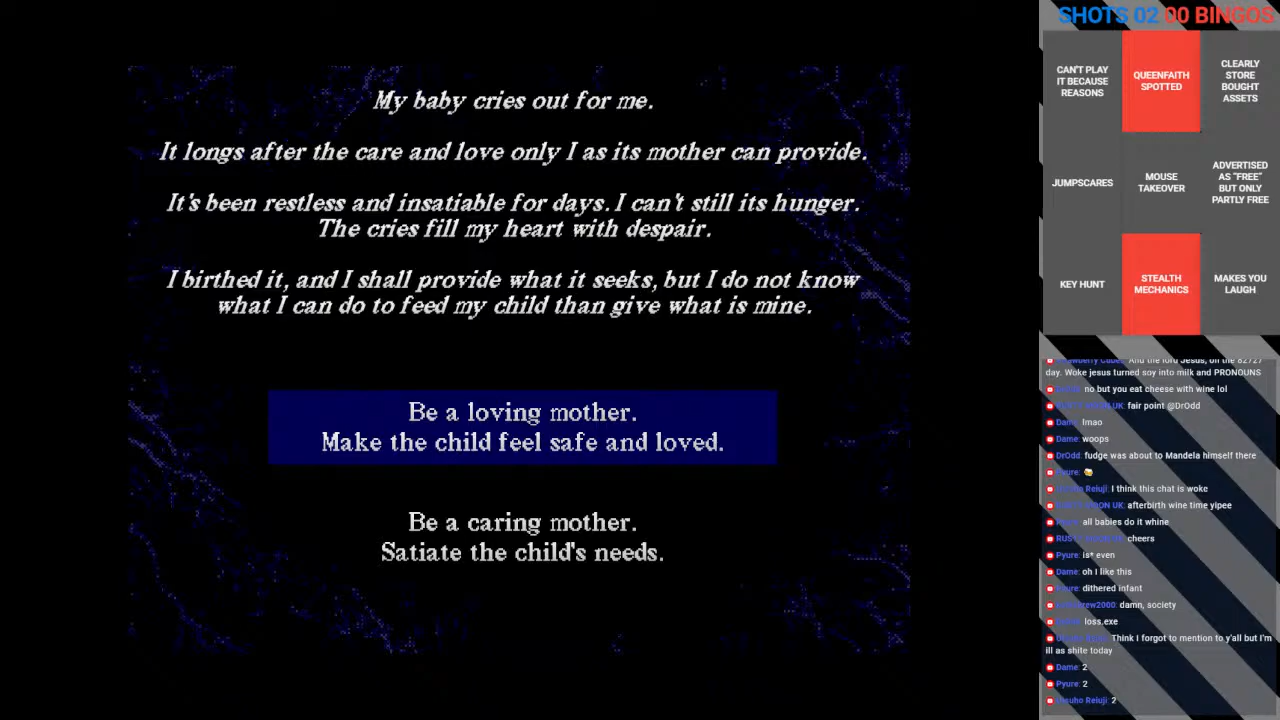 My baby cries out for me.
It longs after the care and love only I as its mother can provide.
It's been restless and insatiable for days. I can't still its hunger.
The cries fill my heart with despair.
I birthed it, and I shall provide what it seeks, but I do not know
what I can do to feed my child than give what is mine.
Be a loving mother.
Make the child feel safe and loved.
Be a caring mother.
Satiate the child's needs.
SHOTS 02 00 BINGOS
CAN'T PLAY
IT BECAUSE
REASONS
QUEENFAITH
SPOTTED
CLEARLY
STORE
BOUGHT
ASSETS
JUMPSCARES
MOUSE
TAKEOVER
ADVERTISED
AS "FREE"
BUT ONLY
PARTLY FREE
KEY HUNT
STEALTH
MECHANICS
MAKES YOU
LAUGH
And the lord Jesus, on the 82727
day. Woke jesus turned soy into milk and PRONOUNS
no but you eat cheese with wine lol
UK: fair point @DrOdd
Dame: lmao
Dame: woops
DrOdd: fudge was about to Mandela himself there
Pyure:
Reiuji: I think this chat is woke
UK: afterbirth wine time yipee
all babies do it whine
cheers
Pyure: is* even
Dame: oh I like this
Pyure: dithered infant
damn, society
loss.exe
Think I forgot to mention to y'all but I'm
ill as shite today
Dame: 2
Pyure: 2
Reiuji: 2